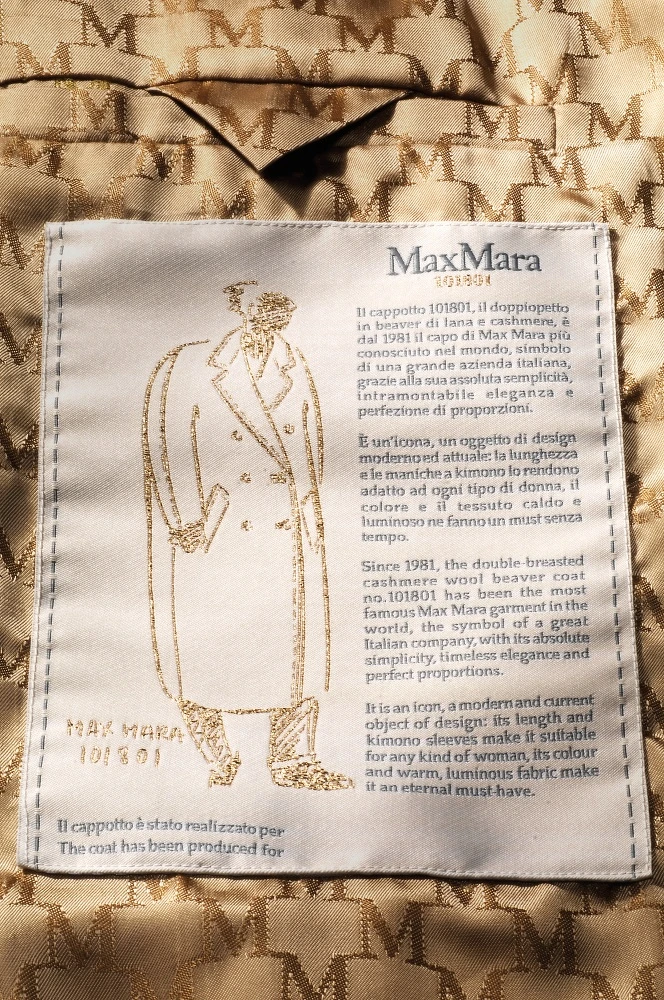 MaxMara
101801
Il cappotto 101801, il doppiopetto
in beaver di lana e cashmere, è
dal 1981 il capo di Max Mara più
conosciuto nel mondo, simbolo
di una grande azienda italiana,
grazie alla sua assoluta semplicità,
intramontabile eleganza e
perfezione di proporzioni.
È un'icona, un oggetto di design
moderno ed attuale: la lunghezza
e le maniche a kimono lo rendono
adatto ad ogni tipo di donna, il
colore e il tessuto caldo e
luminoso ne fanno un must senza
tempo.
Since 1981, the double-breasted
cashmere wool beaver coat
no.101801 has been the most
famous Max Mara garment in the
world, the symbol of a great
Italian company, with its absolute
simplicity, timeless elegance and
perfect proportions.
It is an icon, a modern and current
object of design: its length and
kimono sleeves make it suitable
for any kind of woman, its colour
and warm, luminous fabric make
it an eternal must-have.
MAX MARA
101801
Il cappotto è stato realizzato per
The coat has been produced for